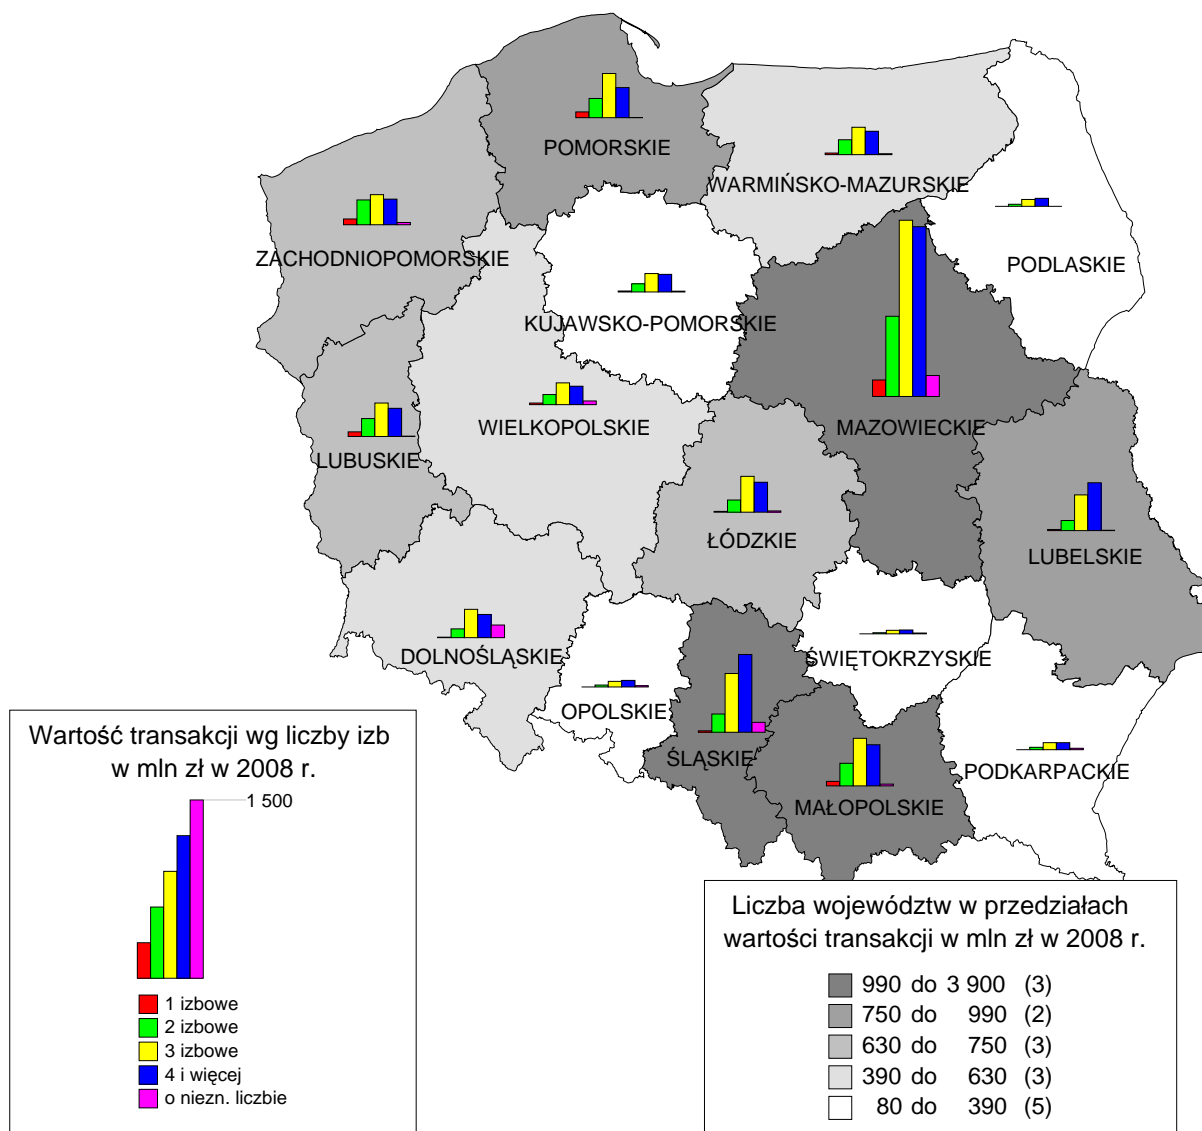 POMORSKIE
WARMIŃSKO-MAZURSKIE
ZACHODNIOPOMORSKIE
PODLASKIE
KUJAWSKO-POMORSKIE
WIELKOPOLSKIE
MAZOWIECKIE
LUBUSKIE
ŁÓDZKIE
LUBELSKIE
DOLNOŚLĄSKIE
ŚWIĘTOKRZYSKIE
OPOLSKIE
ŚLĄSKIE
PODKARPACKIE
MAŁOPOLSKIE
Wartość transakcji wg liczby izb
w mln zł w 2008 r.
1 500
1 izbowe
2 izbowe
3 izbowe
4 i więcej
o niezn. liczbie
Liczba województw w przedziałach
wartości transakcji w mln zł w 2008 r.
990 do 3 900 (3)
750 do 990 (2)
630 do 750 (3)
390 do 630 (3)
80 do 390 (5)